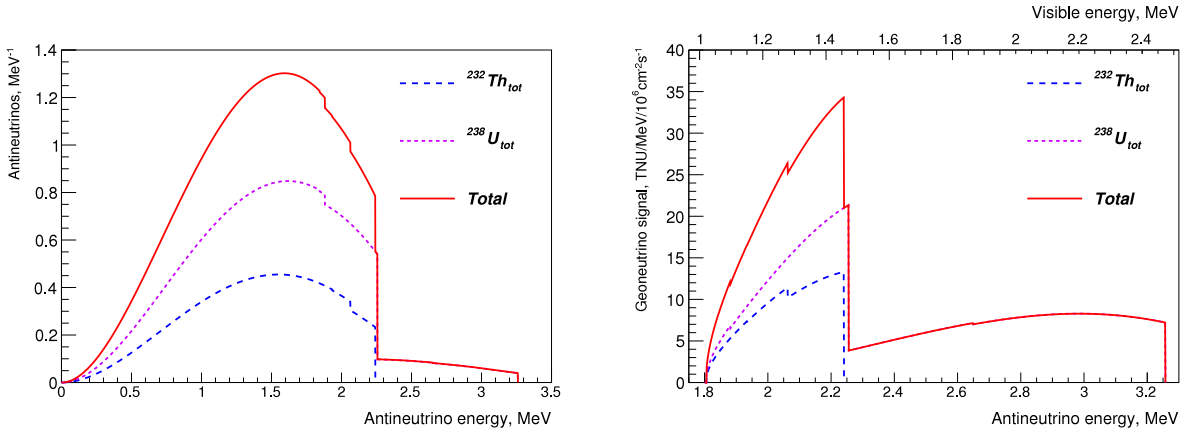 Antineutrinos, MeV⁻¹
1.4
1.2
1
0.8
0.6
0.4
0.2
0
²³²Th_tot
²³⁸U_tot
Total
0 0.5 1 1.5 2 2.5 3 3.5
Antineutrino energy, MeV
Visible energy, MeV
1 1.2 1.4 1.6 1.8 2 2.2 2.4
Geoneutrino signal, TNU/MeV/10⁶cm⁻²s⁻¹
40
35
30
25
20
15
10
5
0
²³²Th_tot
²³⁸U_tot
Total
1.8 2 2.2 2.4 2.6 2.8 3 3.2
Antineutrino energy, MeV